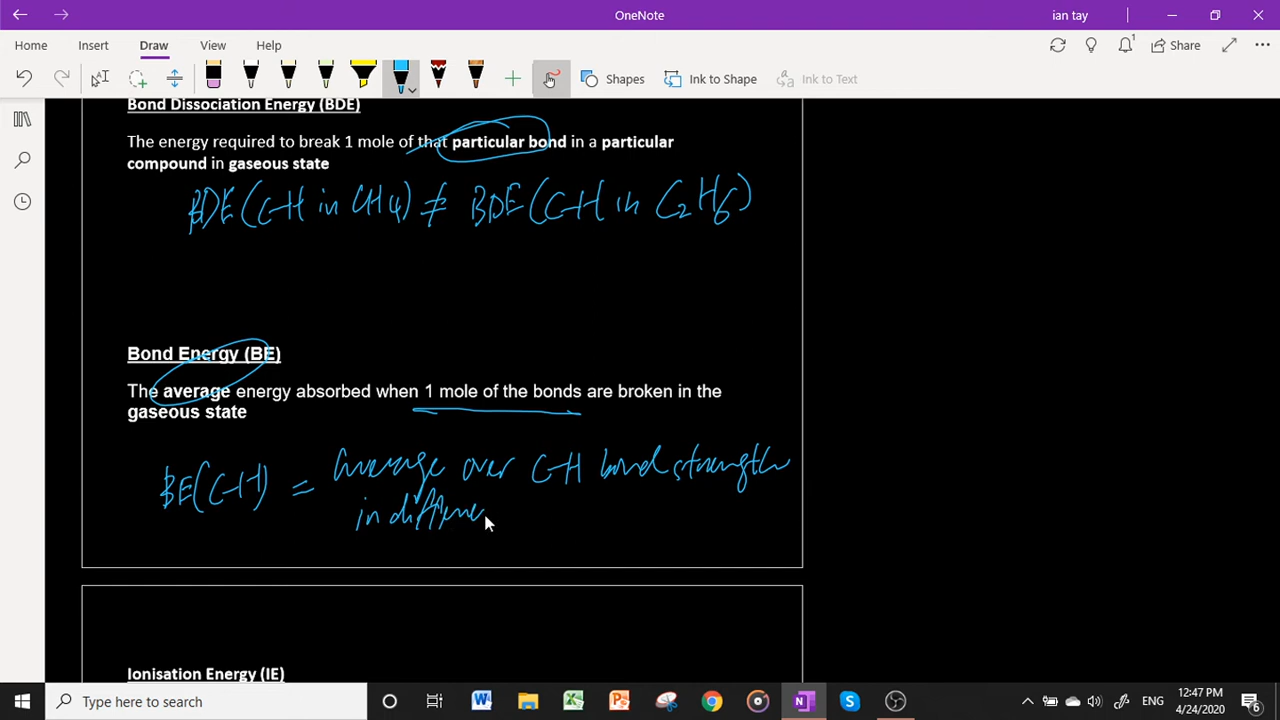 OneNote
ian tay
Home Insert Draw View Help
Share
Shapes
Ink to Shape
Ink to Text
Bond Dissociation Energy (BDE)
The energy required to break 1 mole of that particular bond in a particular
compound in gaseous state
BDE (C-H in CH4) ≠ BDE (C-H in C2H6)
Bond Energy (BE)
The average energy absorbed when 1 mole of the bonds are broken in the
gaseous state
BE(C-H) = Average over C-H bond strength
in differen
Ionisation Energy (IE)
Type here to search
ENG
12:47 PM
4/24/2020
6